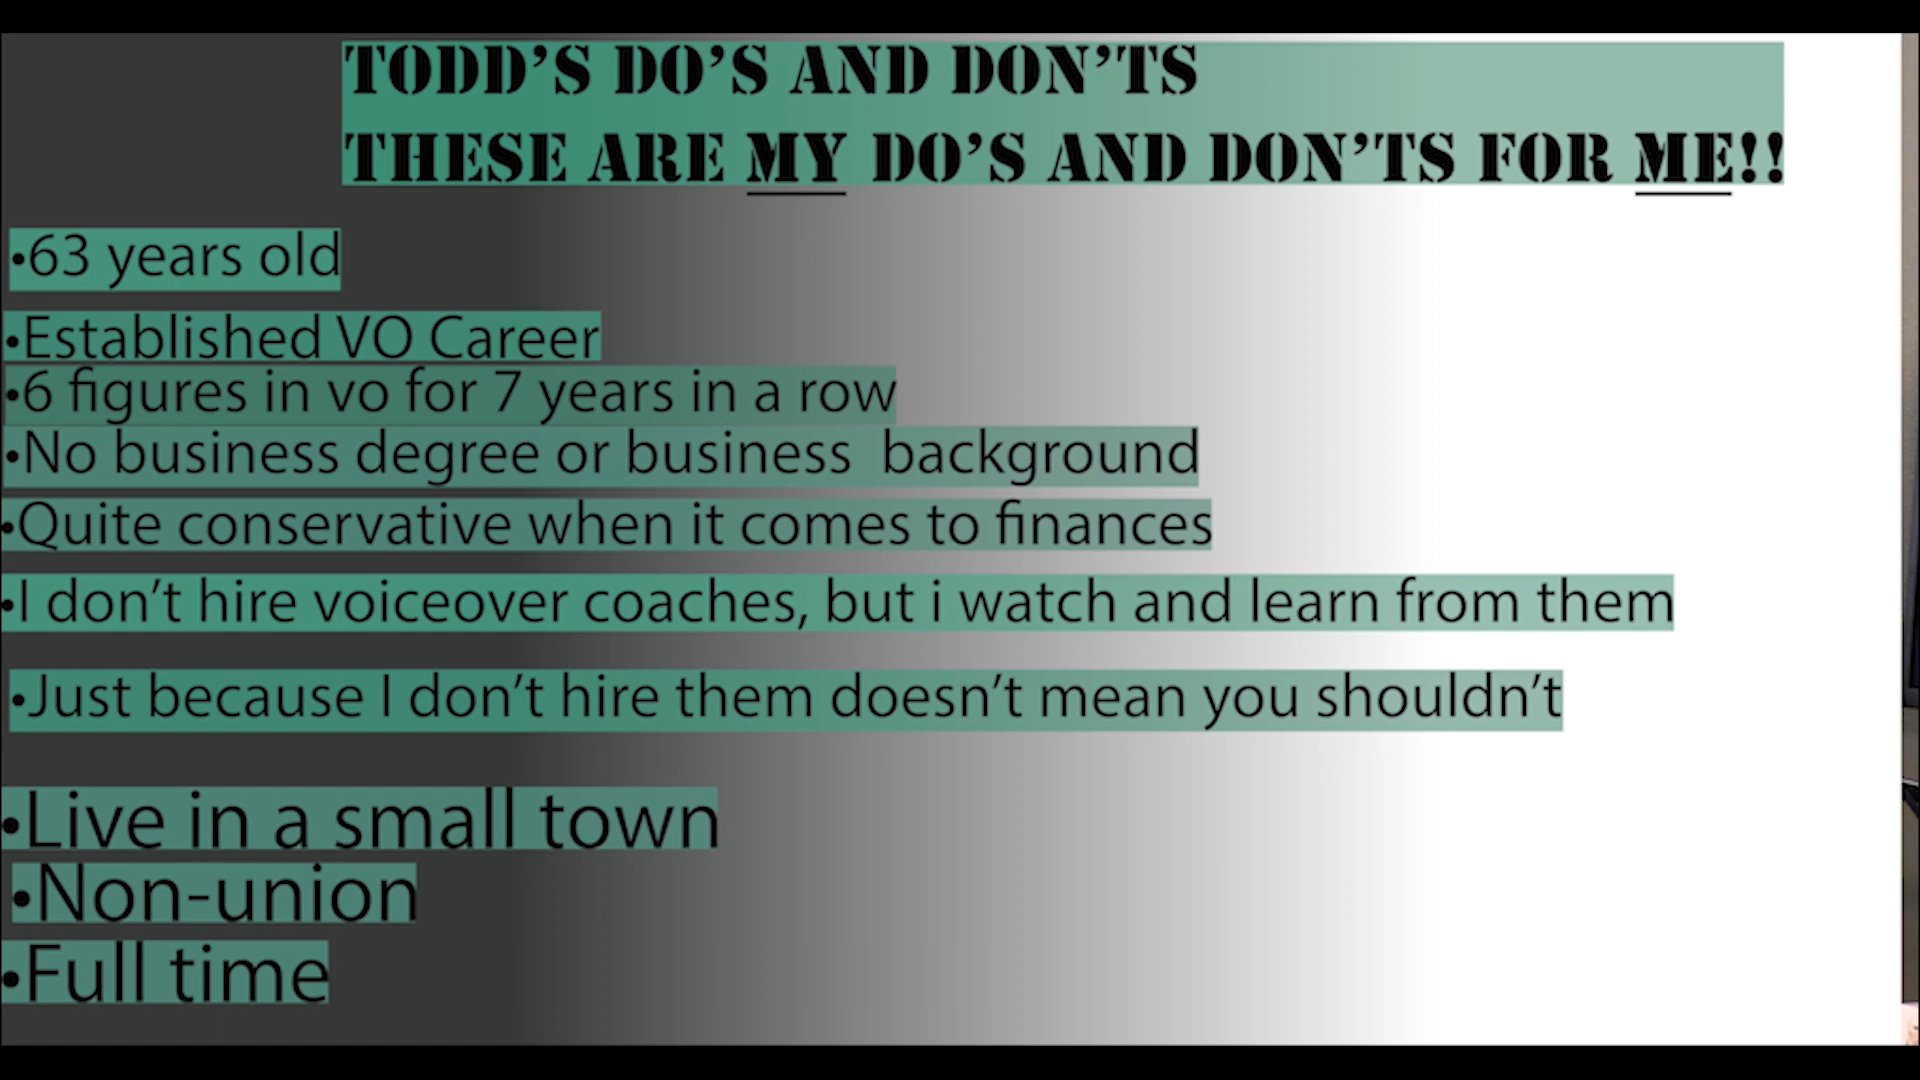 TODD’S DO’S AND DON’TS
THESE ARE MY DO’S AND DON’TS FOR ME!!
•63 years old
•Established VO Career
•6 figures in vo for 7 years in a row
•No business degree or business  background
•Quite conservative when it comes to finances
•I don’t hire voiceover coaches, but i watch and learn from them
•Just because I don’t hire them doesn’t mean you shouldn’t
•Live in a small town
•Non-union
•Full time